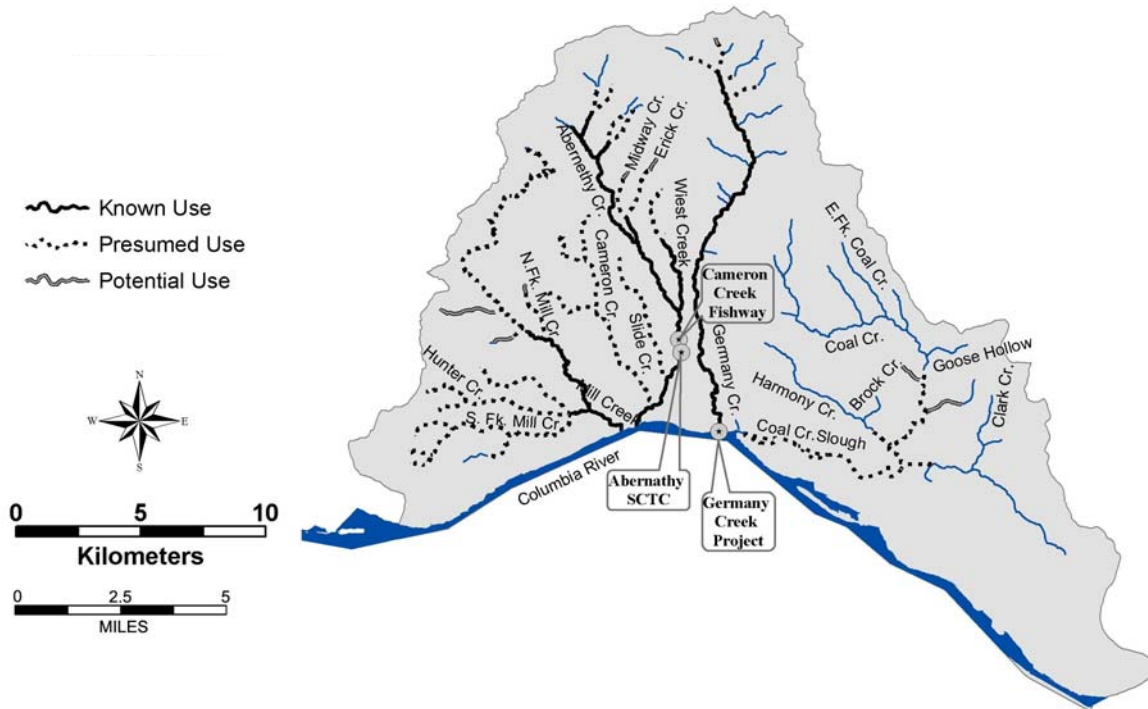 Known Use
Presumed Use
Potential Use
N
W
E
S
0
5
10
Kilometers
0
2.5
5
MILES
Abernethy Cr.
Midway Cr.
Erick Cr.
Wiest Creek
N.Fk. Mill Cr.
Cameron Cr.
Slide Cr.
Hunter Cr.
S. Fk. Mill Cr.
Mill Creek
Germany Cr.
Cameron
Creek
Fishway
E.Fk. Coal Cr.
Coal Cr.
Goose Hollow
Brock Cr.
Harmony Cr.
Clark Cr.
Coal Cr.Slough
Columbia River
Abernathy
SCTC
Germany
Creek
Project